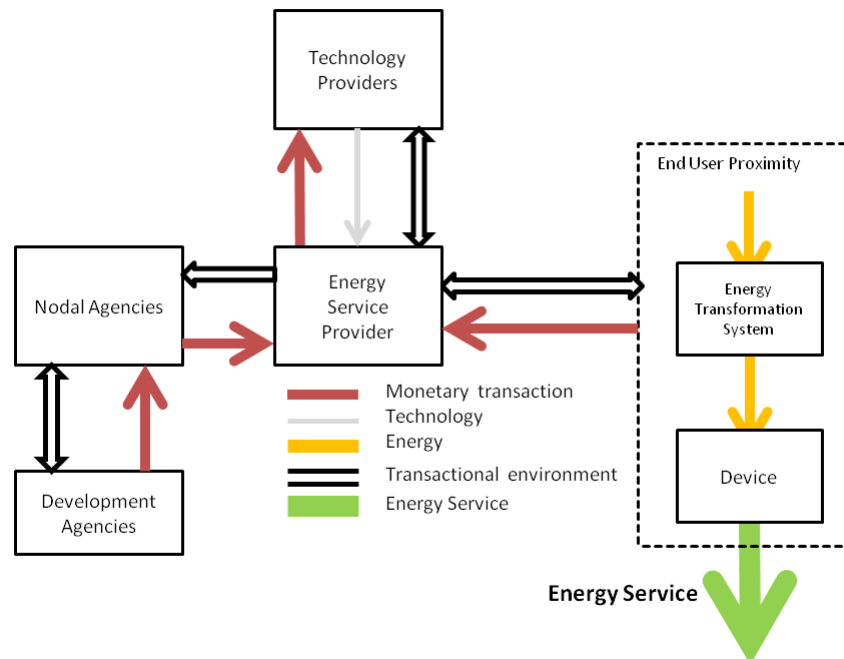 Technology
Providers
End User Proximity
Nodal Agencies
Energy
Service
Provider
Energy
Transformation
System
Monetary transaction
Technology
Energy
Transactional environment
Energy Service
Device
Development
Agencies
Energy Service